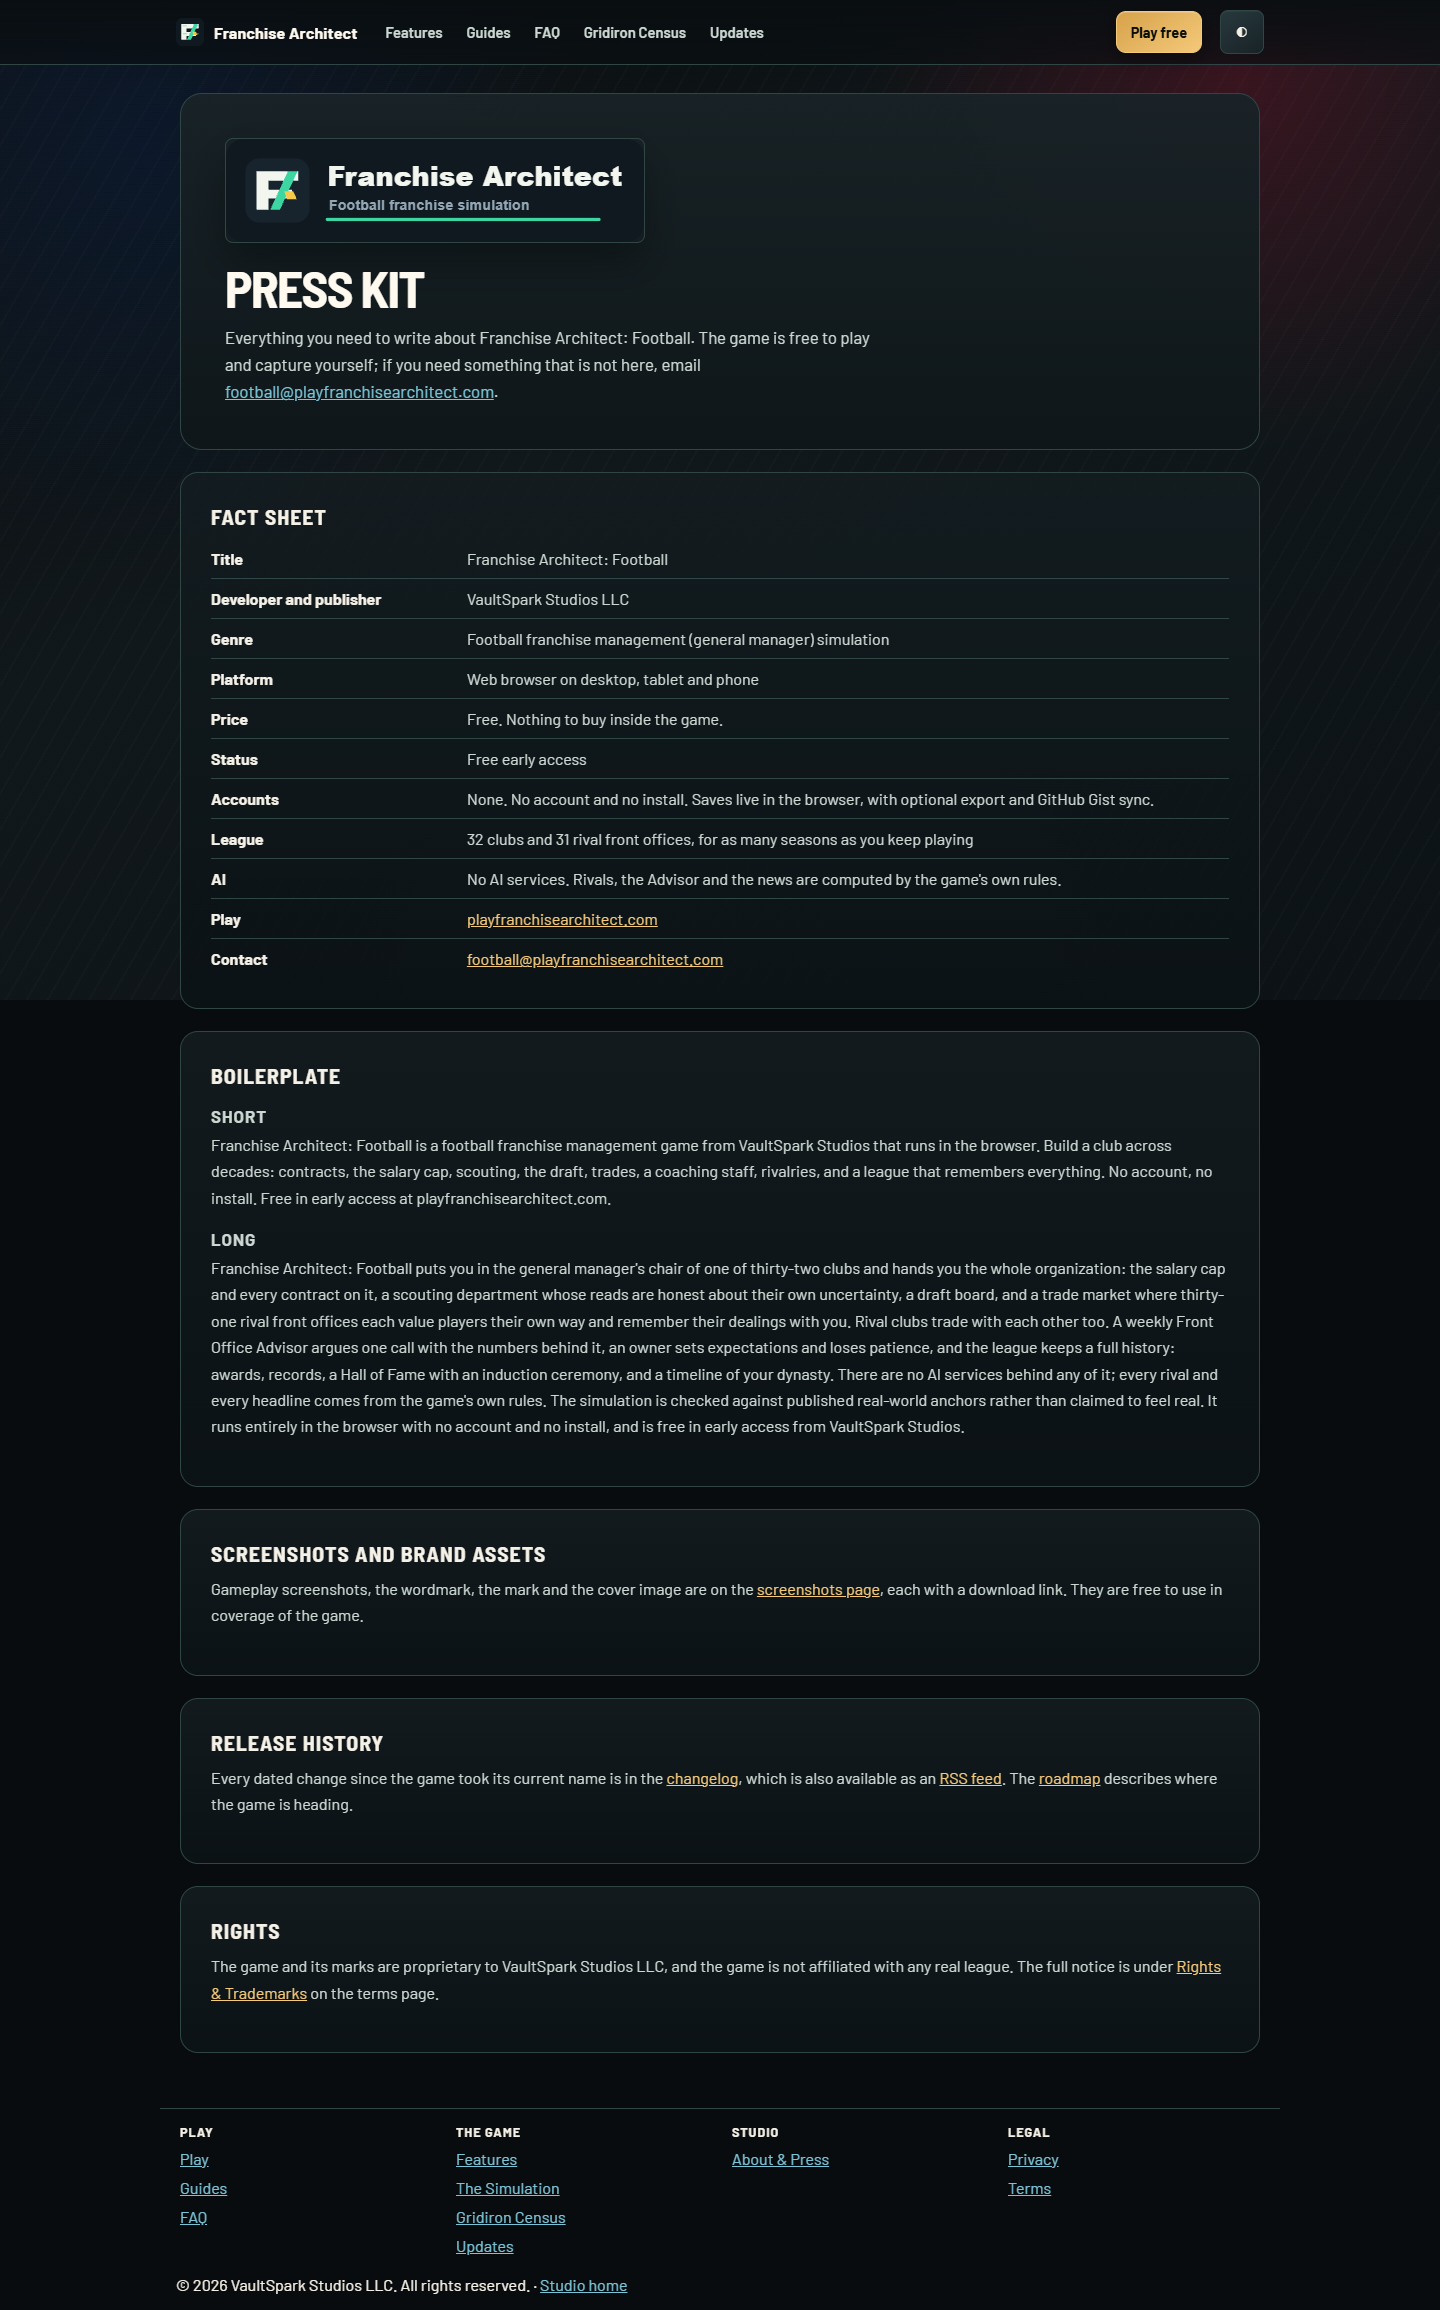 Franchise Architect
Features
Guides
FAQ
Gridiron Census
Updates
Play free
Franchise Architect
Football franchise simulation
PRESS KIT
Everything you need to write about Franchise Architect: Football. The game is free to play
and capture yourself; if you need something that is not here, email
football@playfranchisearchitect.com.
FACT SHEET
Title Franchise Architect: Football
Developer and publisher VaultSpark Studios LLC
Genre Football franchise management (general manager) simulation
Platform Web browser on desktop, tablet and phone
Price Free. Nothing to buy inside the game.
Status Free early access
Accounts None. No account and no install. Saves live in the browser, with optional export and GitHub Gist sync.
League 32 clubs and 31 rival front offices, for as many seasons as you keep playing
AI No AI services. Rivals, the Advisor and the news are computed by the game's own rules.
Play playfranchisearchitect.com
Contact football@playfranchisearchitect.com
BOILERPLATE
SHORT
Franchise Architect: Football is a football franchise management game from VaultSpark Studios that runs in the browser. Build a club across
decades: contracts, the salary cap, scouting, the draft, trades, a coaching staff, rivalries, and a league that remembers everything. No account, no
install. Free in early access at playfranchisearchitect.com.
LONG
Franchise Architect: Football puts you in the general manager's chair of one of thirty-two clubs and hands you the whole organization: the salary cap
and every contract on it, a scouting department whose reads are honest about their own uncertainty, a draft board, and a trade market where thirty-
one rival front offices each value players their own way and remember their dealings with you. Rival clubs trade with each other too. A weekly Front
Office Advisor argues one call with the numbers behind it, an owner sets expectations and loses patience, and the league keeps a full history:
awards, records, a Hall of Fame with an induction ceremony, and a timeline of your dynasty. There are no AI services behind any of it; every rival and
every headline comes from the game's own rules. The simulation is checked against published real-world anchors rather than claimed to feel real. It
runs entirely in the browser with no account and no install, and is free in early access from VaultSpark Studios.
SCREENSHOTS AND BRAND ASSETS
Gameplay screenshots, the wordmark, the mark and the cover image are on the screenshots page, each with a download link. They are free to use in
coverage of the game.
RELEASE HISTORY
Every dated change since the game took its current name is in the changelog, which is also available as an RSS feed. The roadmap describes where
the game is heading.
RIGHTS
The game and its marks are proprietary to VaultSpark Studios LLC, and the game is not affiliated with any real league. The full notice is under Rights
& Trademarks on the terms page.
PLAY
Play
Guides
FAQ
THE GAME
Features
The Simulation
Gridiron Census
Updates
STUDIO
About & Press
LEGAL
Privacy
Terms
© 2026 VaultSpark Studios LLC. All rights reserved. · Studio home